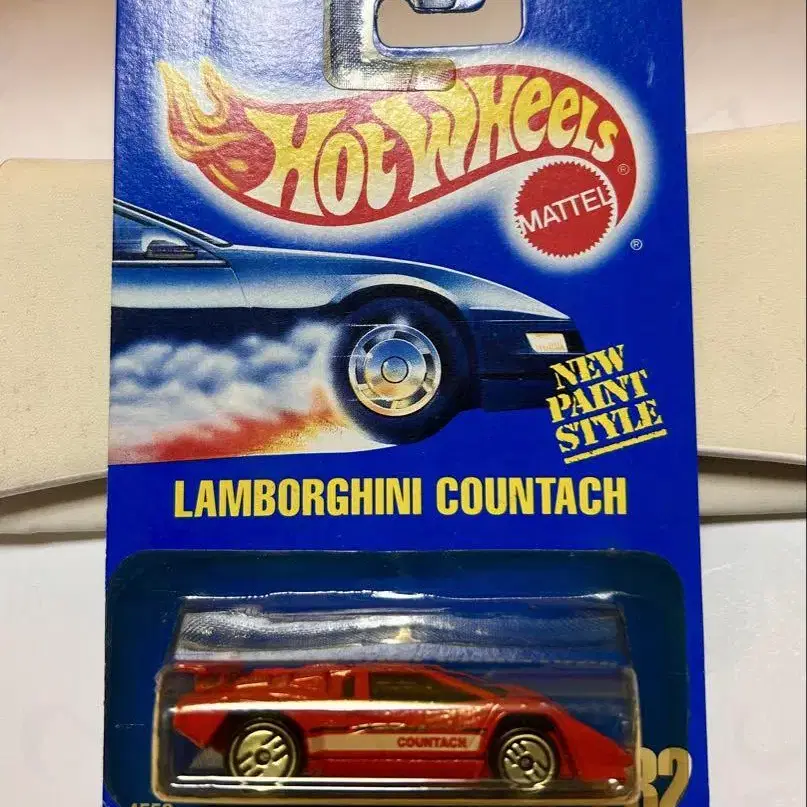 Hot Wheels ®
MATTEL ®
NEW
PAINT
STYLE
LAMBORGHINI COUNTACH
COUNTACH